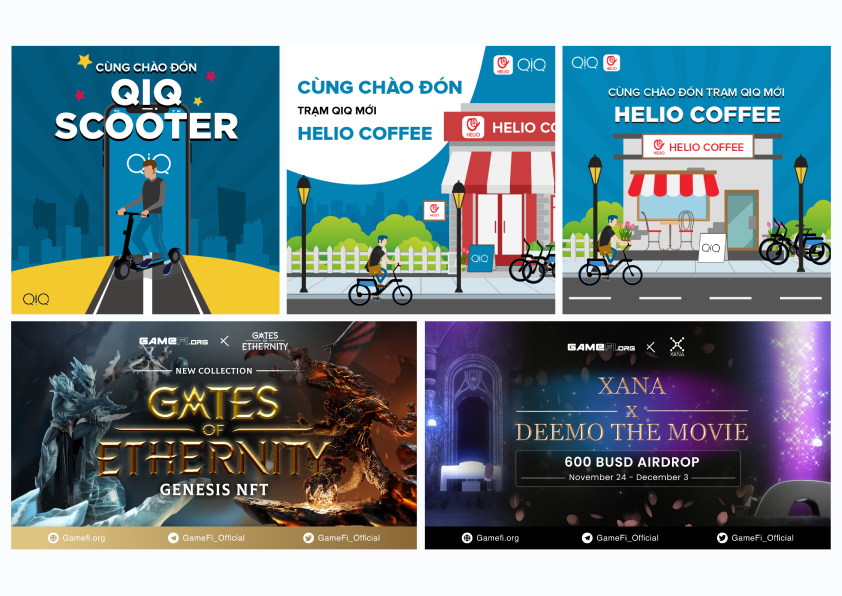 CÙNG CHÀO ĐÓN
QIQ
SCOOTER
QIQ
QIQ
HELIO
QIQ
CÙNG CHÀO ĐÓN
TRẠM QIQ MỚI
HELIO COFFEE
HELIO
HELIO CO
HELIO
QIQ
QIQ
HELIO
CÙNG CHÀO ĐÓN TRẠM QIQ MỚI
HELIO COFFEE
HELIO
HELIO COFFEE
QIQ
GAMEFI.ORG
GATES
OF
ETHERNITY
NEW COLLECTION
GATES
OF
ETHERNITY
GENESIS NFT
Gamefi.org
GameFi_Official
GameFi_Official
GAMEFI.ORG
XANA
XANA
x
DEEMO THE MOVIE
600 BUSD AIRDROP
November 24 - December 3
Gamefi.org
GameFi_Official
GameFi_Official